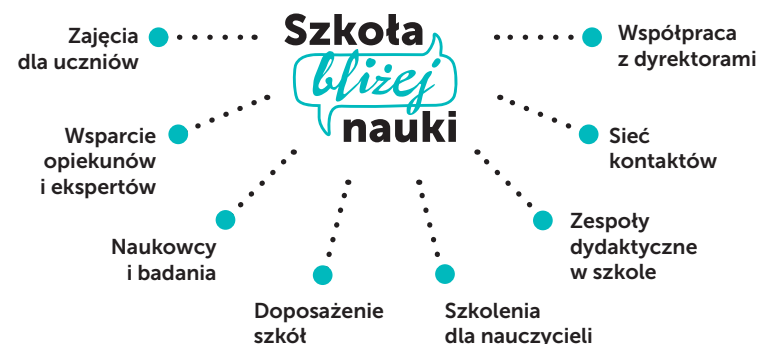 Szkoła
bliżej
nauki
Zajęcia
dla uczniów
Wsparcie
opiekunów
i ekspertów
Naukowcy
i badania
Doposażenie
szkół
Szkolenia
dla nauczycieli
Zespoły
dydaktyczne
w szkole
Sieć
kontaktów
Współpraca
z dyrektorami